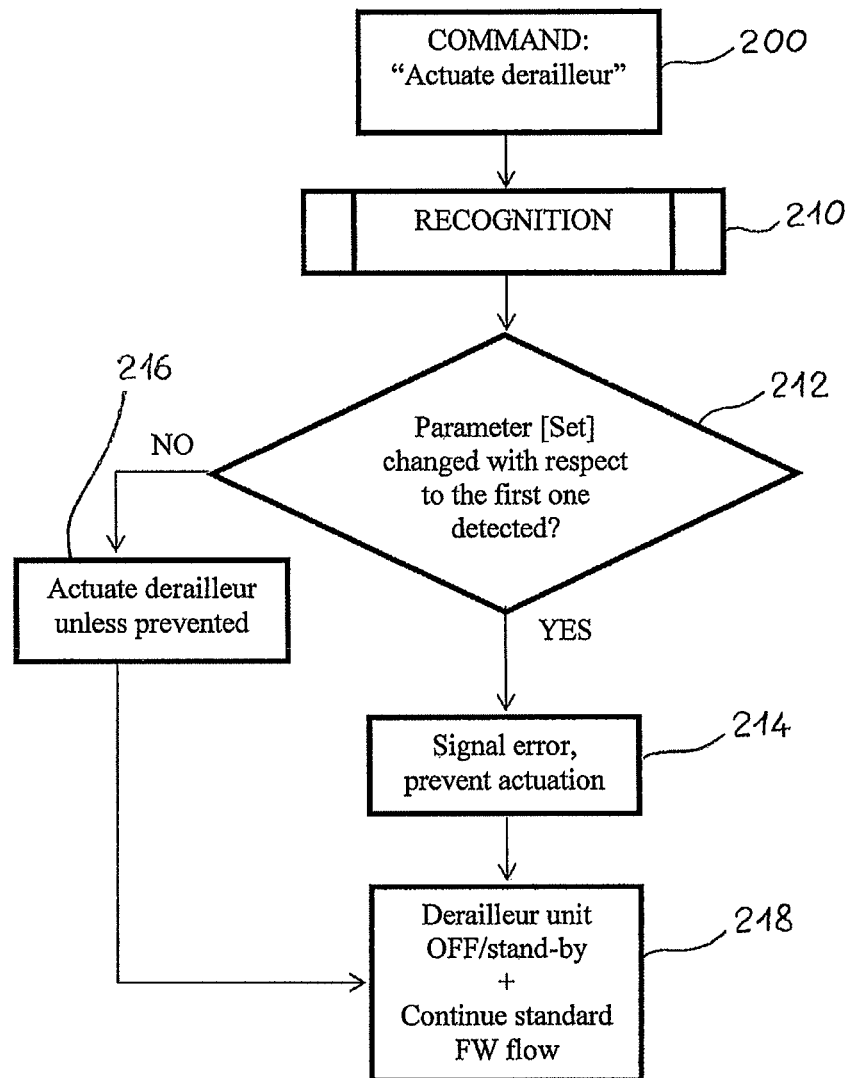 COMMAND:
“Actuate derailleur”
200
RECOGNITION
210
216
212
NO
Parameter [Set]
changed with respect
to the first one
detected?
Actuate derailleur
unless prevented
YES
Signal error,
prevent actuation
214
Derailleur unit
OFF/stand-by
+
Continue standard
FW flow
218